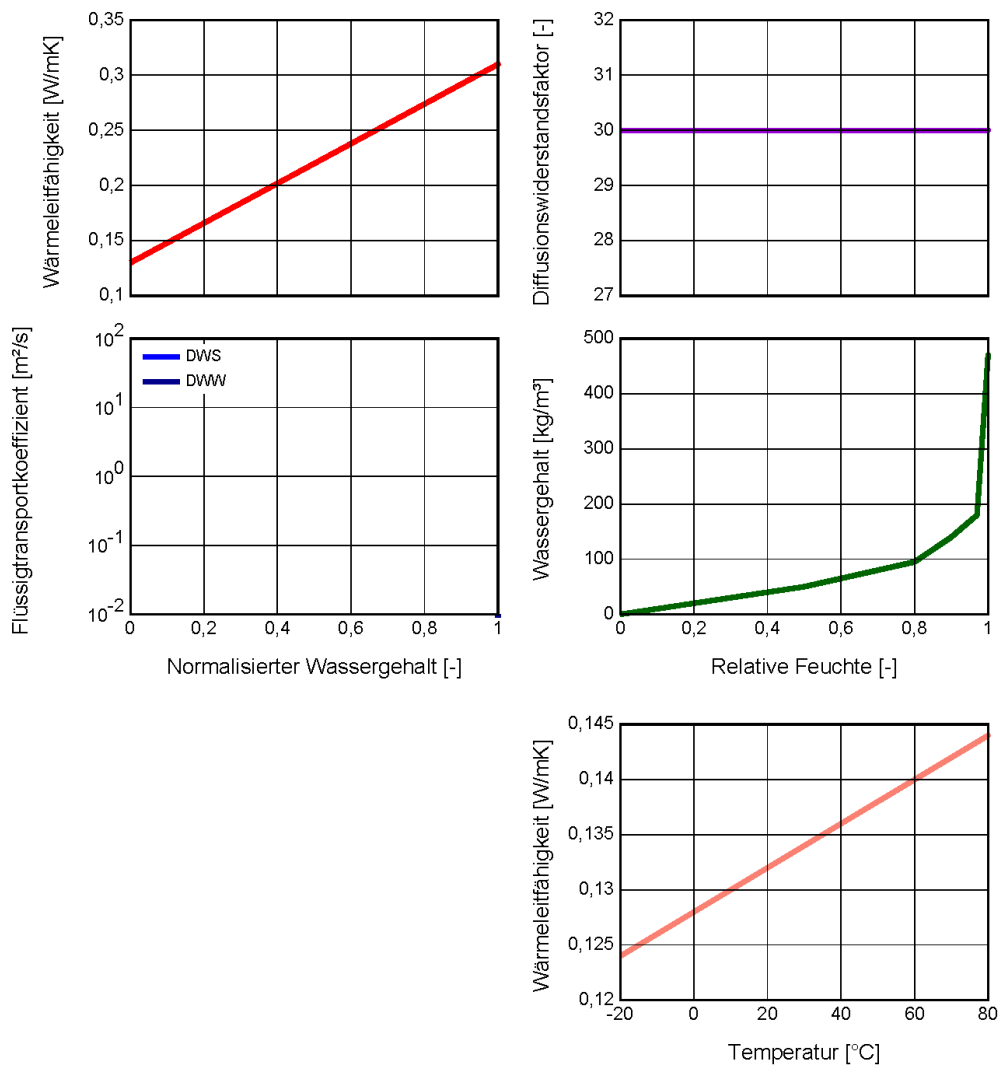 Wärmeleitfähigkeit [W/mK]
0,35
0,3
0,25
0,2
0,15
0,1
Diffusionswiderstandsfaktor [-]
32
31
30
29
28
27
Flüssigtransportkoeffizient [m²/s]
10²
10¹
10⁰
10⁻¹
10⁻²
DWS
DWW
0 0,2 0,4 0,6 0,8 1
Normalisierter Wassergehalt [-]
Wassergehalt [kg/m³]
500
400
300
200
100
0
0 0,2 0,4 0,6 0,8 1
Relative Feuchte [-]
Wärmeleitfähigkeit [W/mK]
0,145
0,14
0,135
0,13
0,125
0,12
-20 0 20 40 60 80
Temperatur [°C]